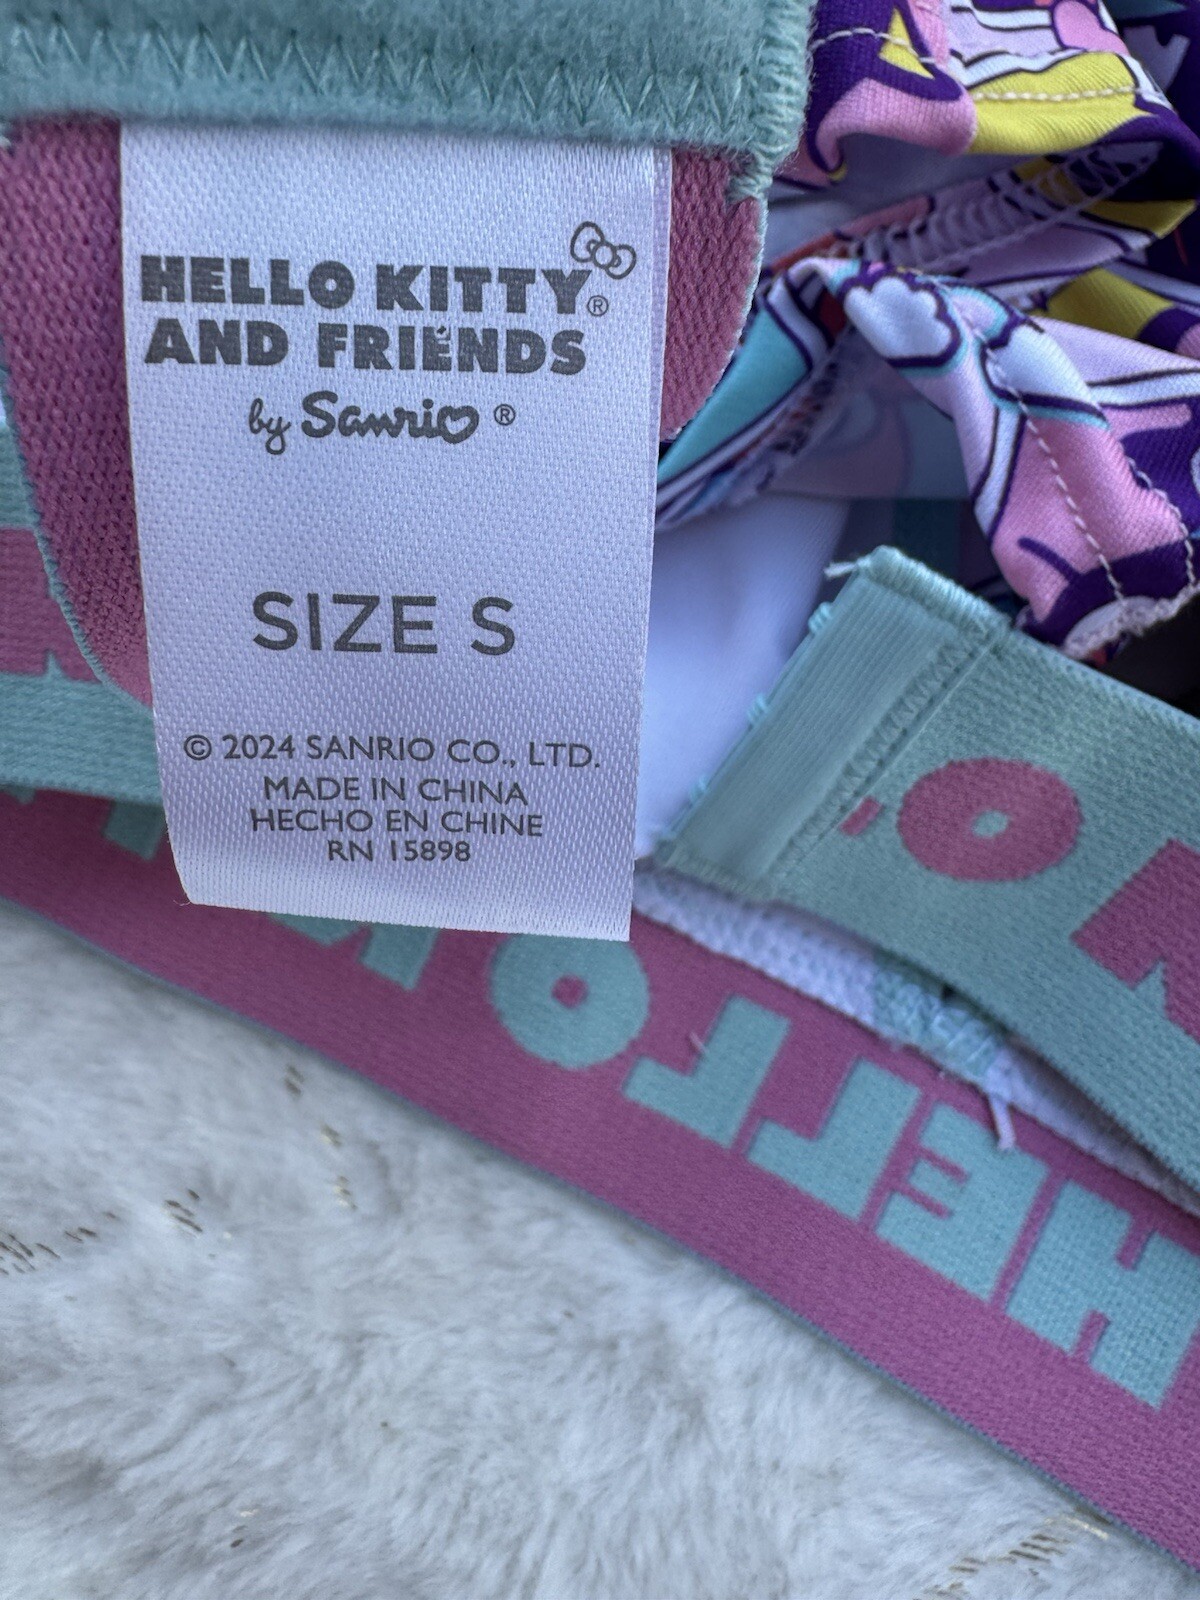 HELLO KITTY®
AND FRIENDS
by Sanrio®
SIZE S
© 2024 SANRIO CO., LTD.
MADE IN CHINA
HECHO EN CHINE
RN 15898
HELLO